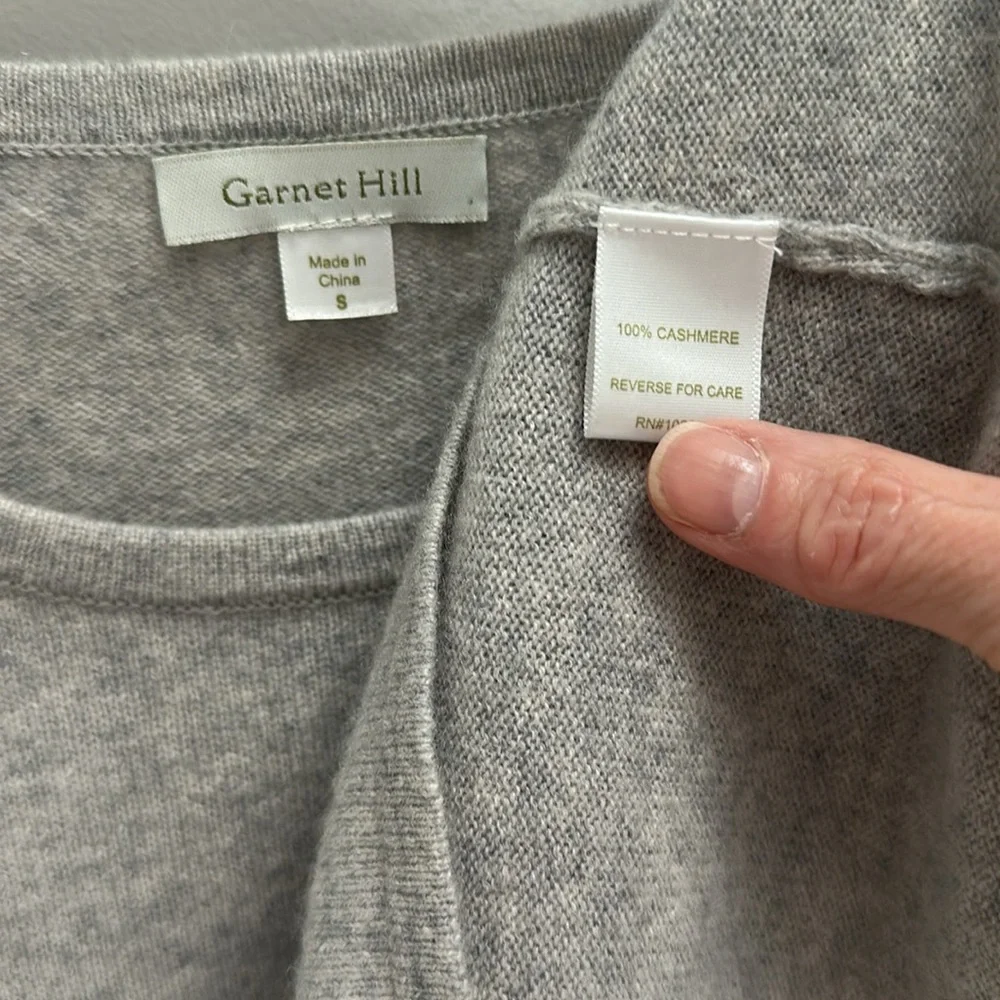 Garnet Hill
Made in
China
S
100% CASHMERE
REVERSE FOR CARE